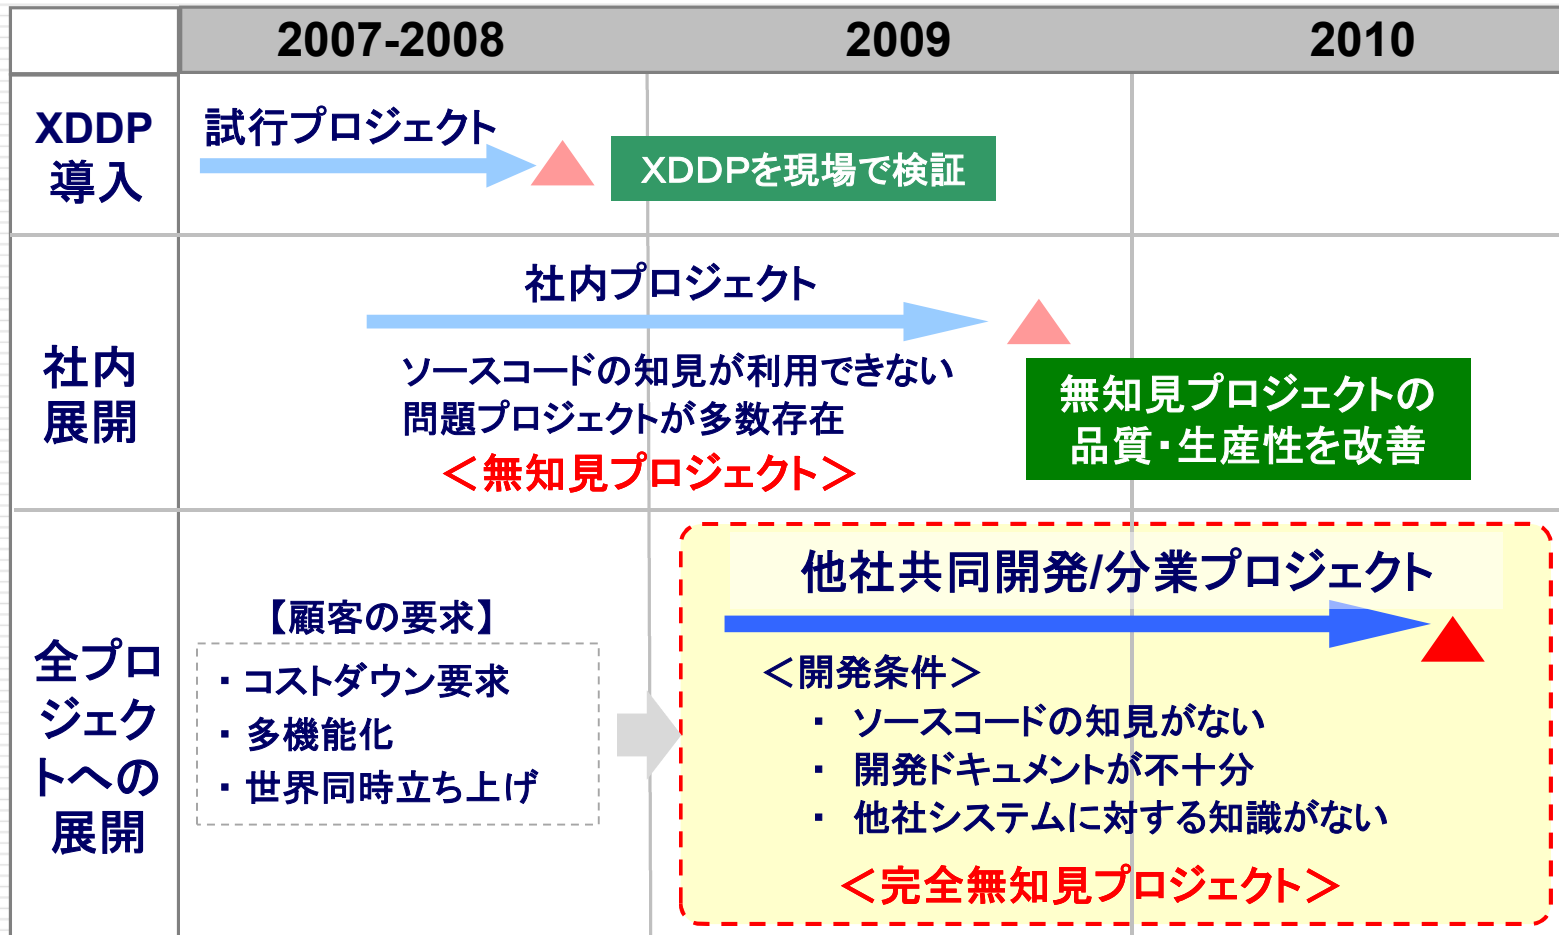 2007-2008
2009
2010
XDDP
導入
試行プロジェクト
XDDPを現場で検証
社内
展開
社内プロジェクト
ソースコードの知見が利用できない
問題プロジェクトが多数存在
＜無知見プロジェクト＞
無知見プロジェクトの
品質・生産性を改善
全プロ
ジェク
トへの
展開
【顧客の要求】
・コストダウン要求
・多機能化
・世界同時立ち上げ
他社共同開発/分業プロジェクト
＜開発条件＞
・ ソースコードの知見がない
・ 開発ドキュメントが不十分
・ 他社システムに対する知識がない
＜完全無知見プロジェクト＞